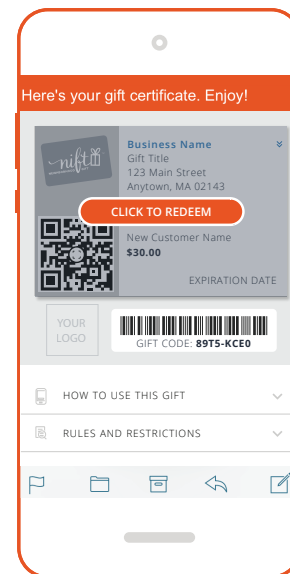 Here's your gift certificate. Enjoy!
nift
Business Name
Gift Title
123 Main Street
Anytown, MA 02143
CLICK TO REDEEM
New Customer Name
$30.00
EXPIRATION DATE
YOUR
LOGO
GIFT CODE: 89T5-KCE0
HOW TO USE THIS GIFT
RULES AND RESTRICTIONS